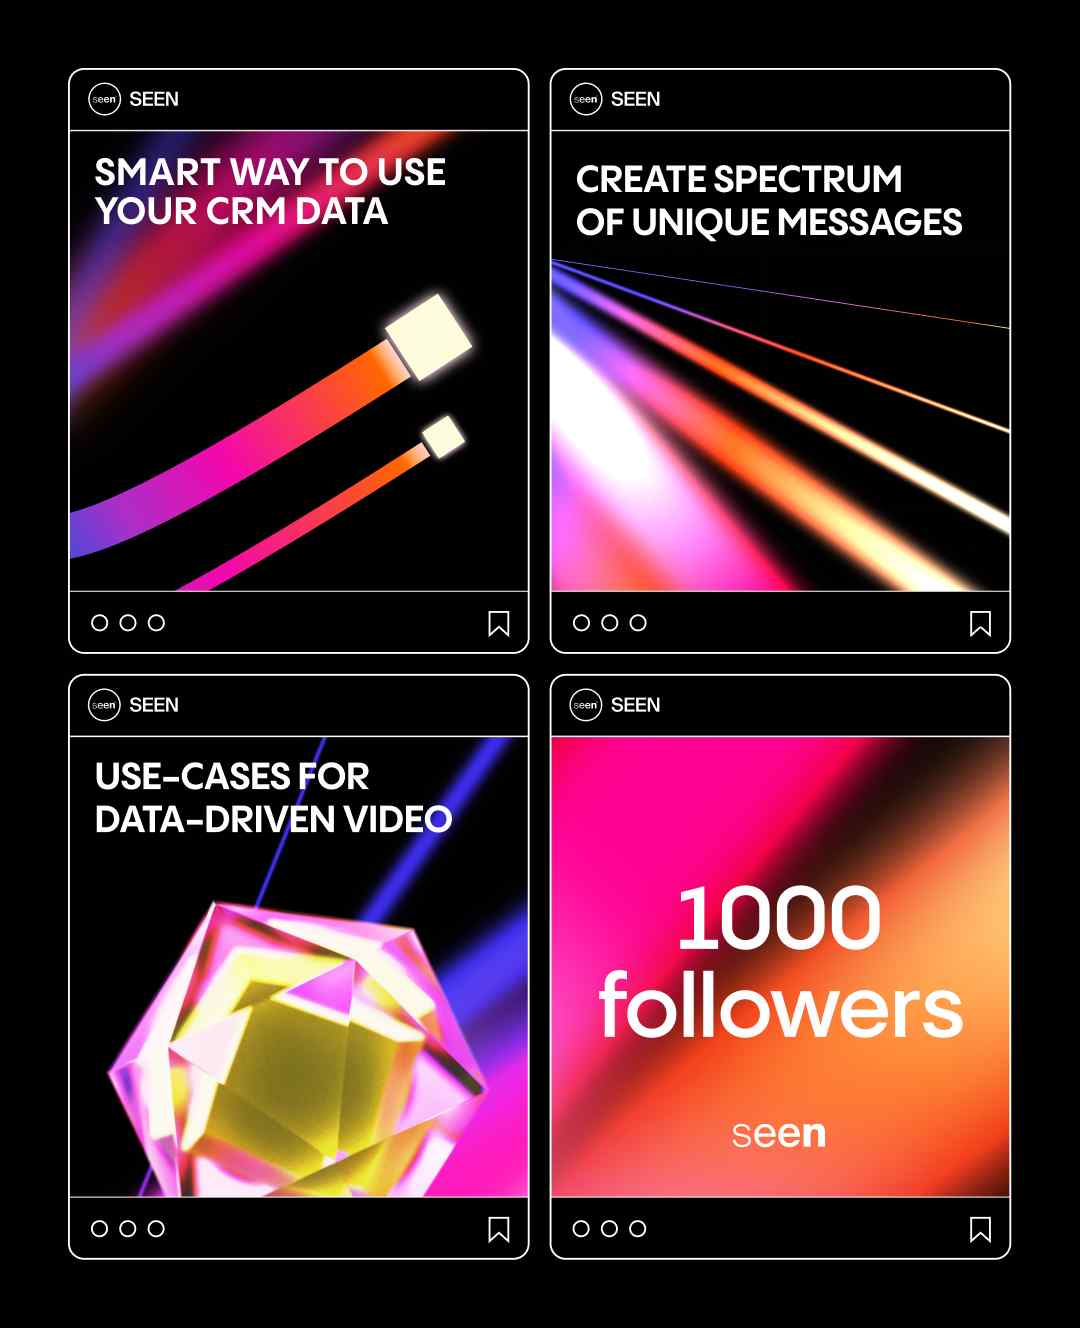 seen SEEN
SMART WAY TO USE
YOUR CRM DATA
seen SEEN
CREATE SPECTRUM
OF UNIQUE MESSAGES
seen SEEN
USE–CASES FOR
DATA–DRIVEN VIDEO
seen SEEN
1000
followers
seen